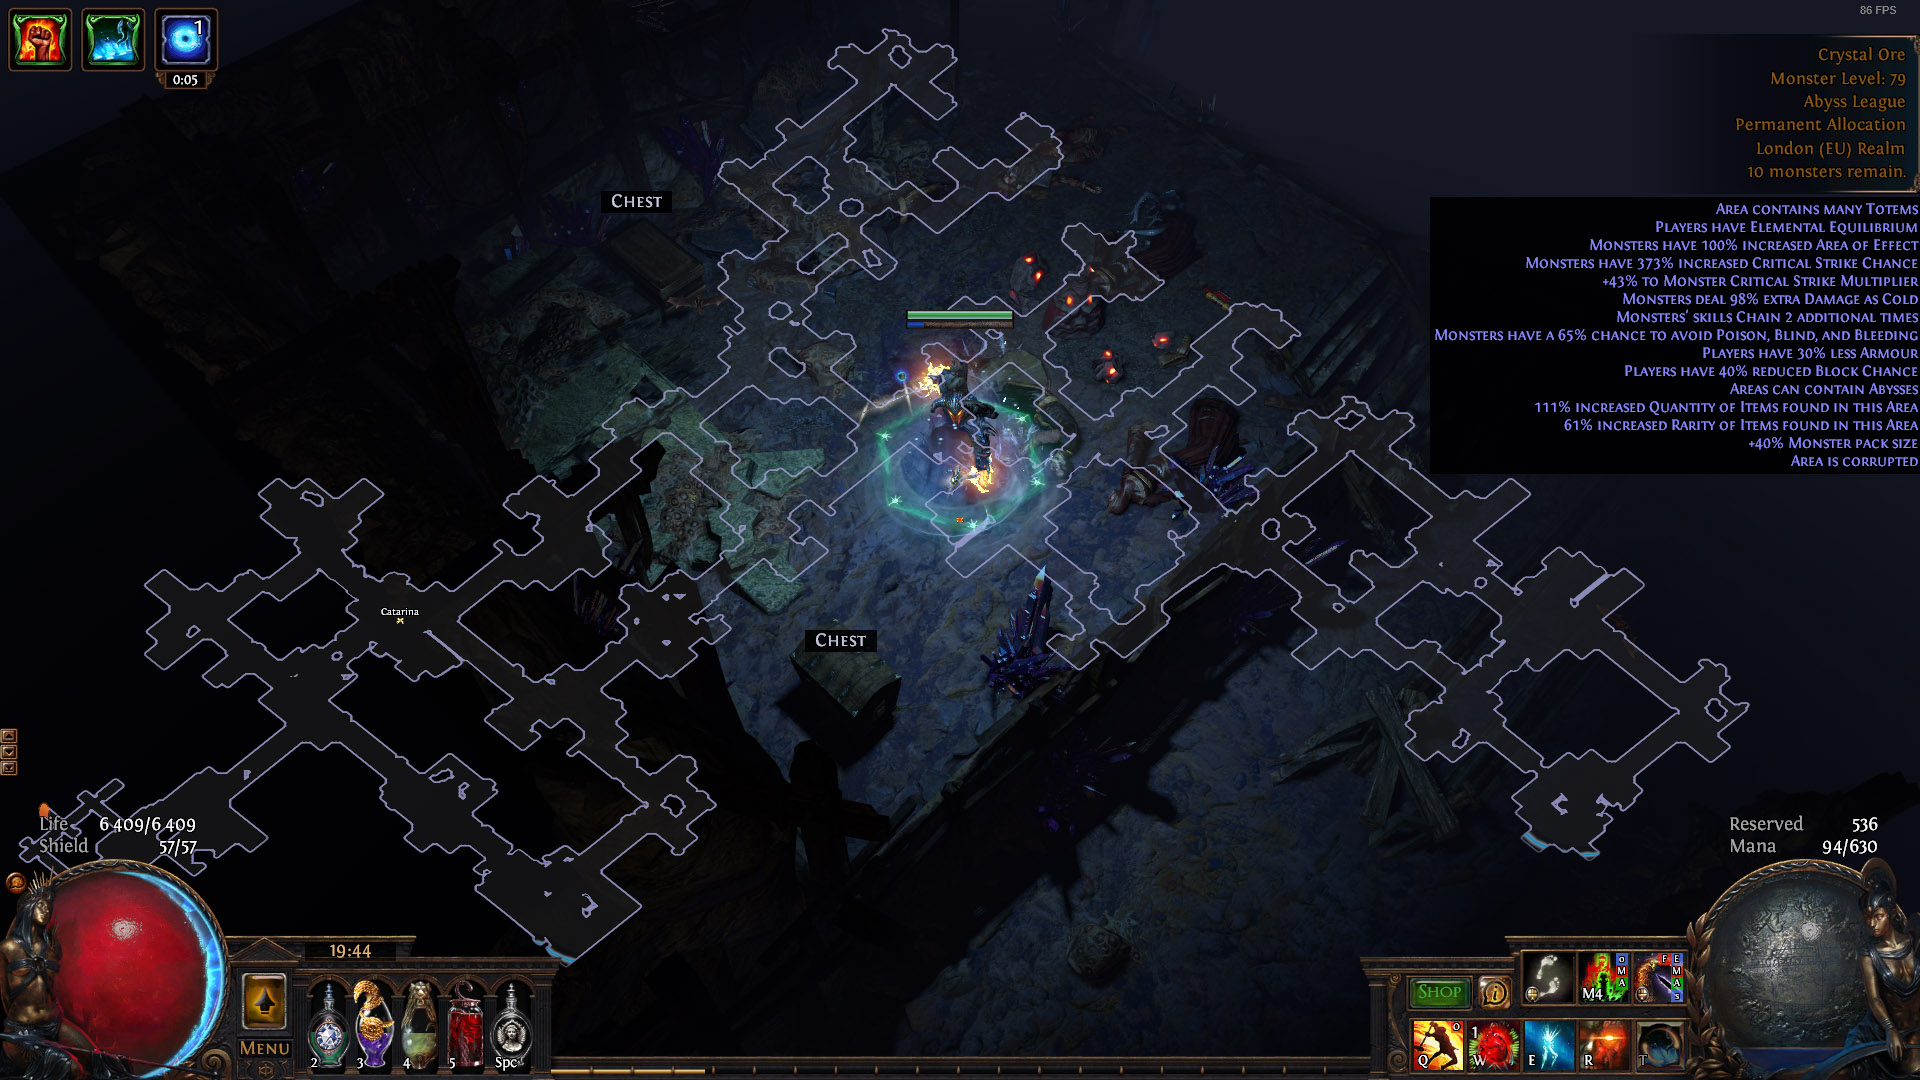 86 FPS
1
0:05
Crystal Ore
Monster Level: 79
Abyss League
Permanent Allocation
London (EU) Realm
10 monsters remain.
Area contains many Totems
Players have Elemental Equilibrium
Monsters have 100% increased Area of Effect
Monsters have 373% increased Critical Strike Chance
+43% to Monster Critical Strike Multiplier
Monsters deal 98% extra Damage as Cold
Monsters' skills Chain 2 additional times
Monsters have a 65% chance to avoid Poison, Blind, and Bleeding
Players have 30% less Armour
Players have 40% reduced Block Chance
Areas can contain Abysses
111% increased Quantity of Items found in this Area
61% increased Rarity of Items found in this Area
+40% Monster pack size
Area is corrupted
Chest
Catarina
Chest
Life 6 409/6 409
Shield 57/57
Reserved 536
Mana 94/630
19:44
Menu
2 3 4 5 Spc
Shop
M4
O
M
A
F
E
M
A
S
Q
O
1
W
E
R
T